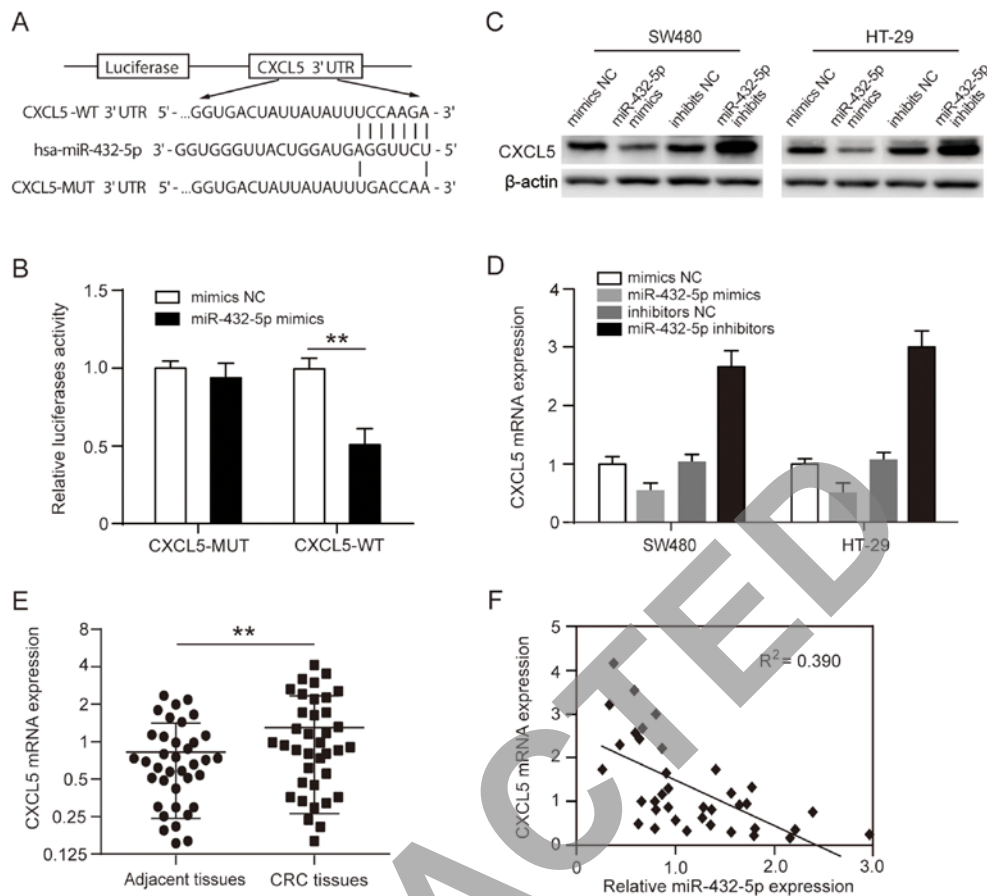 A
Luciferase CXCL5 3'UTR
CXCL5-WT 3'UTR 5'-...GGUGACUAUUAUAUUUCCAAGA-3'
hsa-miR-432-5p 3'-GGUGGGUUACUGGAUGAGGUUCU-5'
CXCL5-MUT 3'UTR 5'-...GGUGACUAUUAUAUUUGACCAA-3'
B
Relative luciferases activity
1.5
1.0
0.5
0
mimics NC
miR-432-5p mimics
**
CXCL5-MUT CXCL5-WT
C
SW480 HT-29
mimics NC miR-432-5p mimics inhibits NC miR-432-5p inhibits mimics NC miR-432-5p mimics inhibits NC miR-432-5p inhibits
CXCL5
β-actin
D
CXCL5 mRNA expression
4
3
2
1
0
mimics NC
miR-432-5p mimics
inhibitors NC
miR-432-5p inhibitors
SW480 HT-29
E
CXCL5 mRNA expression
8
4
2
1
0.5
0.25
0.125
**
Adjacent tissues CRC tissues
F
CXCL5 mRNA expression
5
4
3
2
1
0
R² = 0.390
0 1.0 2.0 3.0
Relative miR-432-5p expression
ACTED